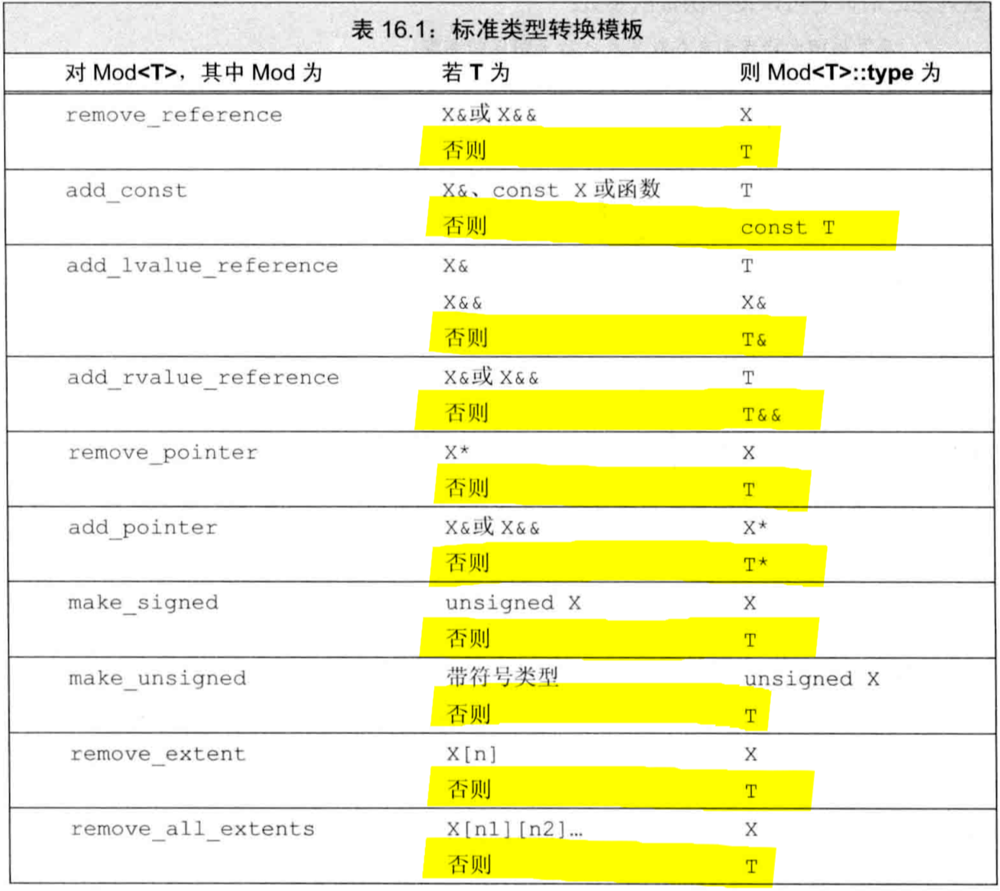 表 16.1：标准类型转换模板
对 Mod<T>，其中 Mod 为 若 T 为 则 Mod<T>::type 为
remove_reference X&或 X&& X
否则 T
add_const X&、const X 或函数 T
否则 const T
add_lvalue_reference X& T
X&& X&
否则 T&
add_rvalue_reference X&或 X&& T
否则 T&&
remove_pointer X* X
否则 T
add_pointer X&或 X&& X*
否则 T*
make_signed unsigned X X
否则 T
make_unsigned 带符号类型 unsigned X
否则 T
remove_extent X[n] X
否则 T
remove_all_extents X[n1][n2]… X
否则 T